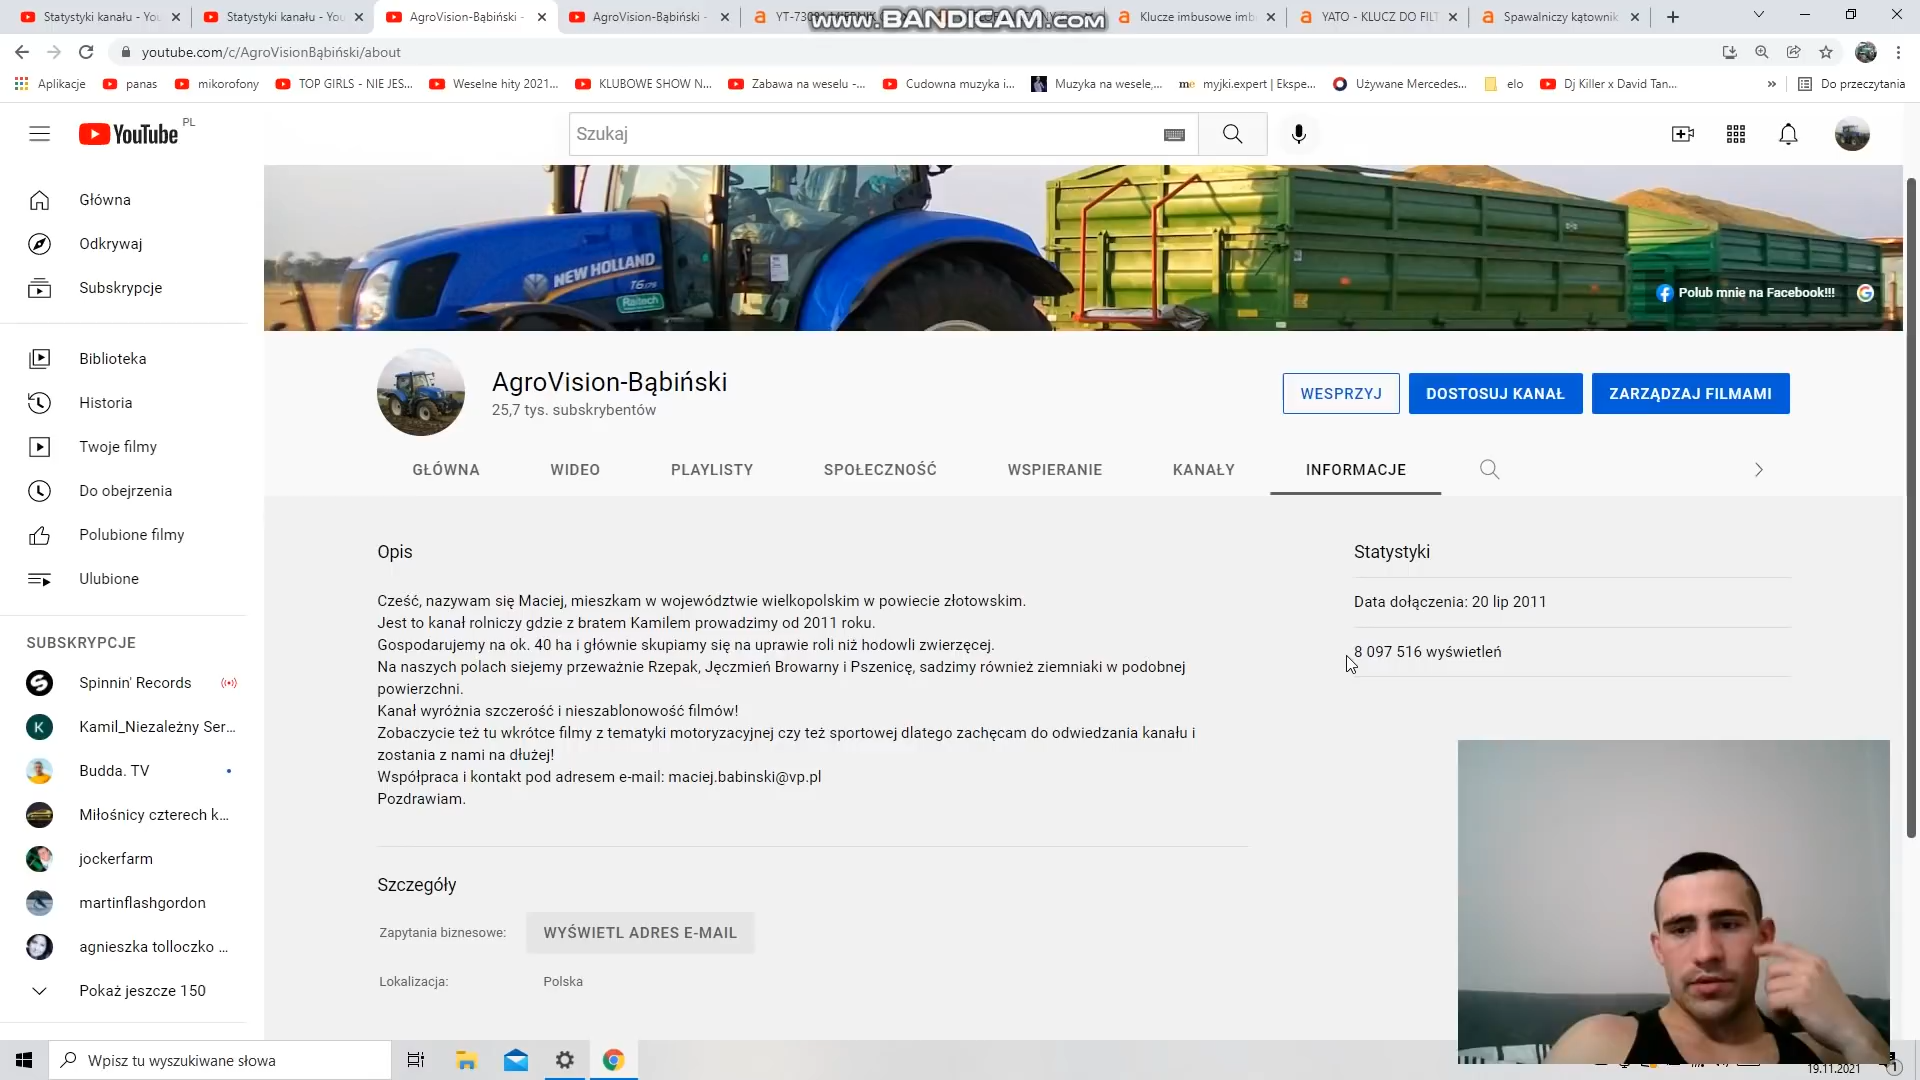 Statystyki kanału - You
Statystyki kanału - You
AgroVision-Bąbiński -
AgroVision-Bąbiński -
www.BANDICAM.com
Klucze imbusowe imb
YATO - KLUCZ DO FILT
Spawalniczy kątownik
youtube.com/c/AgroVisionBąbiński/about
Aplikacje
panas
mikorofony
TOP GIRLS - NIE JES...
Weselne hity 2021...
KLUBOWE SHOW N...
Zabawa na weselu -...
Cudowna muzyka i...
Muzyka na wesele,...
me myjki.expert | Ekspe...
Używane Mercedes...
elo
Dj Killer x David Tan...
»
Do przeczytania
YouTube PL
Szukaj
Główna
Odkrywaj
Subskrypcje
Biblioteka
Historia
Twoje filmy
Do obejrzenia
Polubione filmy
Ulubione
SUBSKRYPCJE
Spinnin' Records
K Kamil_Niezależny Ser...
Budda. TV
Miłośnicy czterech k...
jockerfarm
martinflashgordon
agnieszka tolloczko ...
Pokaż jeszcze 150
NEW HOLLAND
T6.175
Raitech
Polub mnie na Facebook!!!
AgroVision-Bąbiński
25,7 tys. subskrybentów
WESPRZYJ
DOSTOSUJ KANAŁ
ZARZĄDZAJ FILMAMI
GŁÓWNA
WIDEO
PLAYLISTY
SPOŁECZNOŚĆ
WSPIERANIE
KANAŁY
INFORMACJE
Opis
Cześć, nazywam się Maciej, mieszkam w województwie wielkopolskim w powiecie złotowskim.
Jest to kanał rolniczy gdzie z bratem Kamilem prowadzimy od 2011 roku.
Gospodarujemy na ok. 40 ha i głównie skupiamy się na uprawie roli niż hodowli zwierzęcej.
Na naszych polach siejemy przeważnie Rzepak, Jęczmień Browarny i Pszenicę, sadzimy również ziemniaki w podobnej
powierzchni.
Kanał wyróżnia szczerość i nieszablonowość filmów!
Zobaczycie też tu wkrótce filmy z tematyki motoryzacyjnej czy też sportowej dlatego zachęcam do odwiedzania kanału i
zostania z nami na dłużej!
Współpraca i kontakt pod adresem e-mail: maciej.babinski@vp.pl
Pozdrawiam.
Szczegóły
Zapytania biznesowe:
WYŚWIETL ADRES E-MAIL
Lokalizacja:
Polska
Statystyki
Data dołączenia: 20 lip 2011
8 097 516 wyświetleń
Wpisz tu wyszukiwane słowa
19.11.2021
1